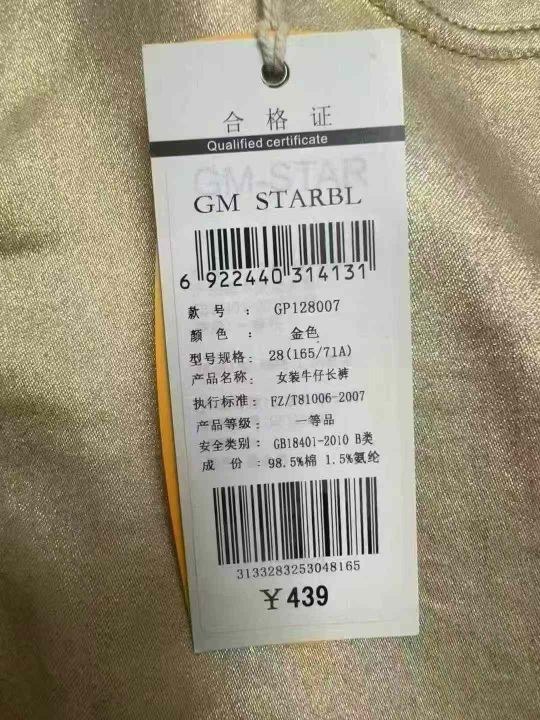 合格证
Qualified certificate
GM-STAR
GM STARBL
6 922440 314131
款号: GP128007
颜色: 金色
型号规格: 28(165/71A)
产品名称: 女装牛仔长裤
执行标准: FZ/T81006-2007
产品等级: 一等品
安全类别: GB18401-2010 B类
成份: 98.5%棉 1.5%氨纶
3133283253048165
¥439